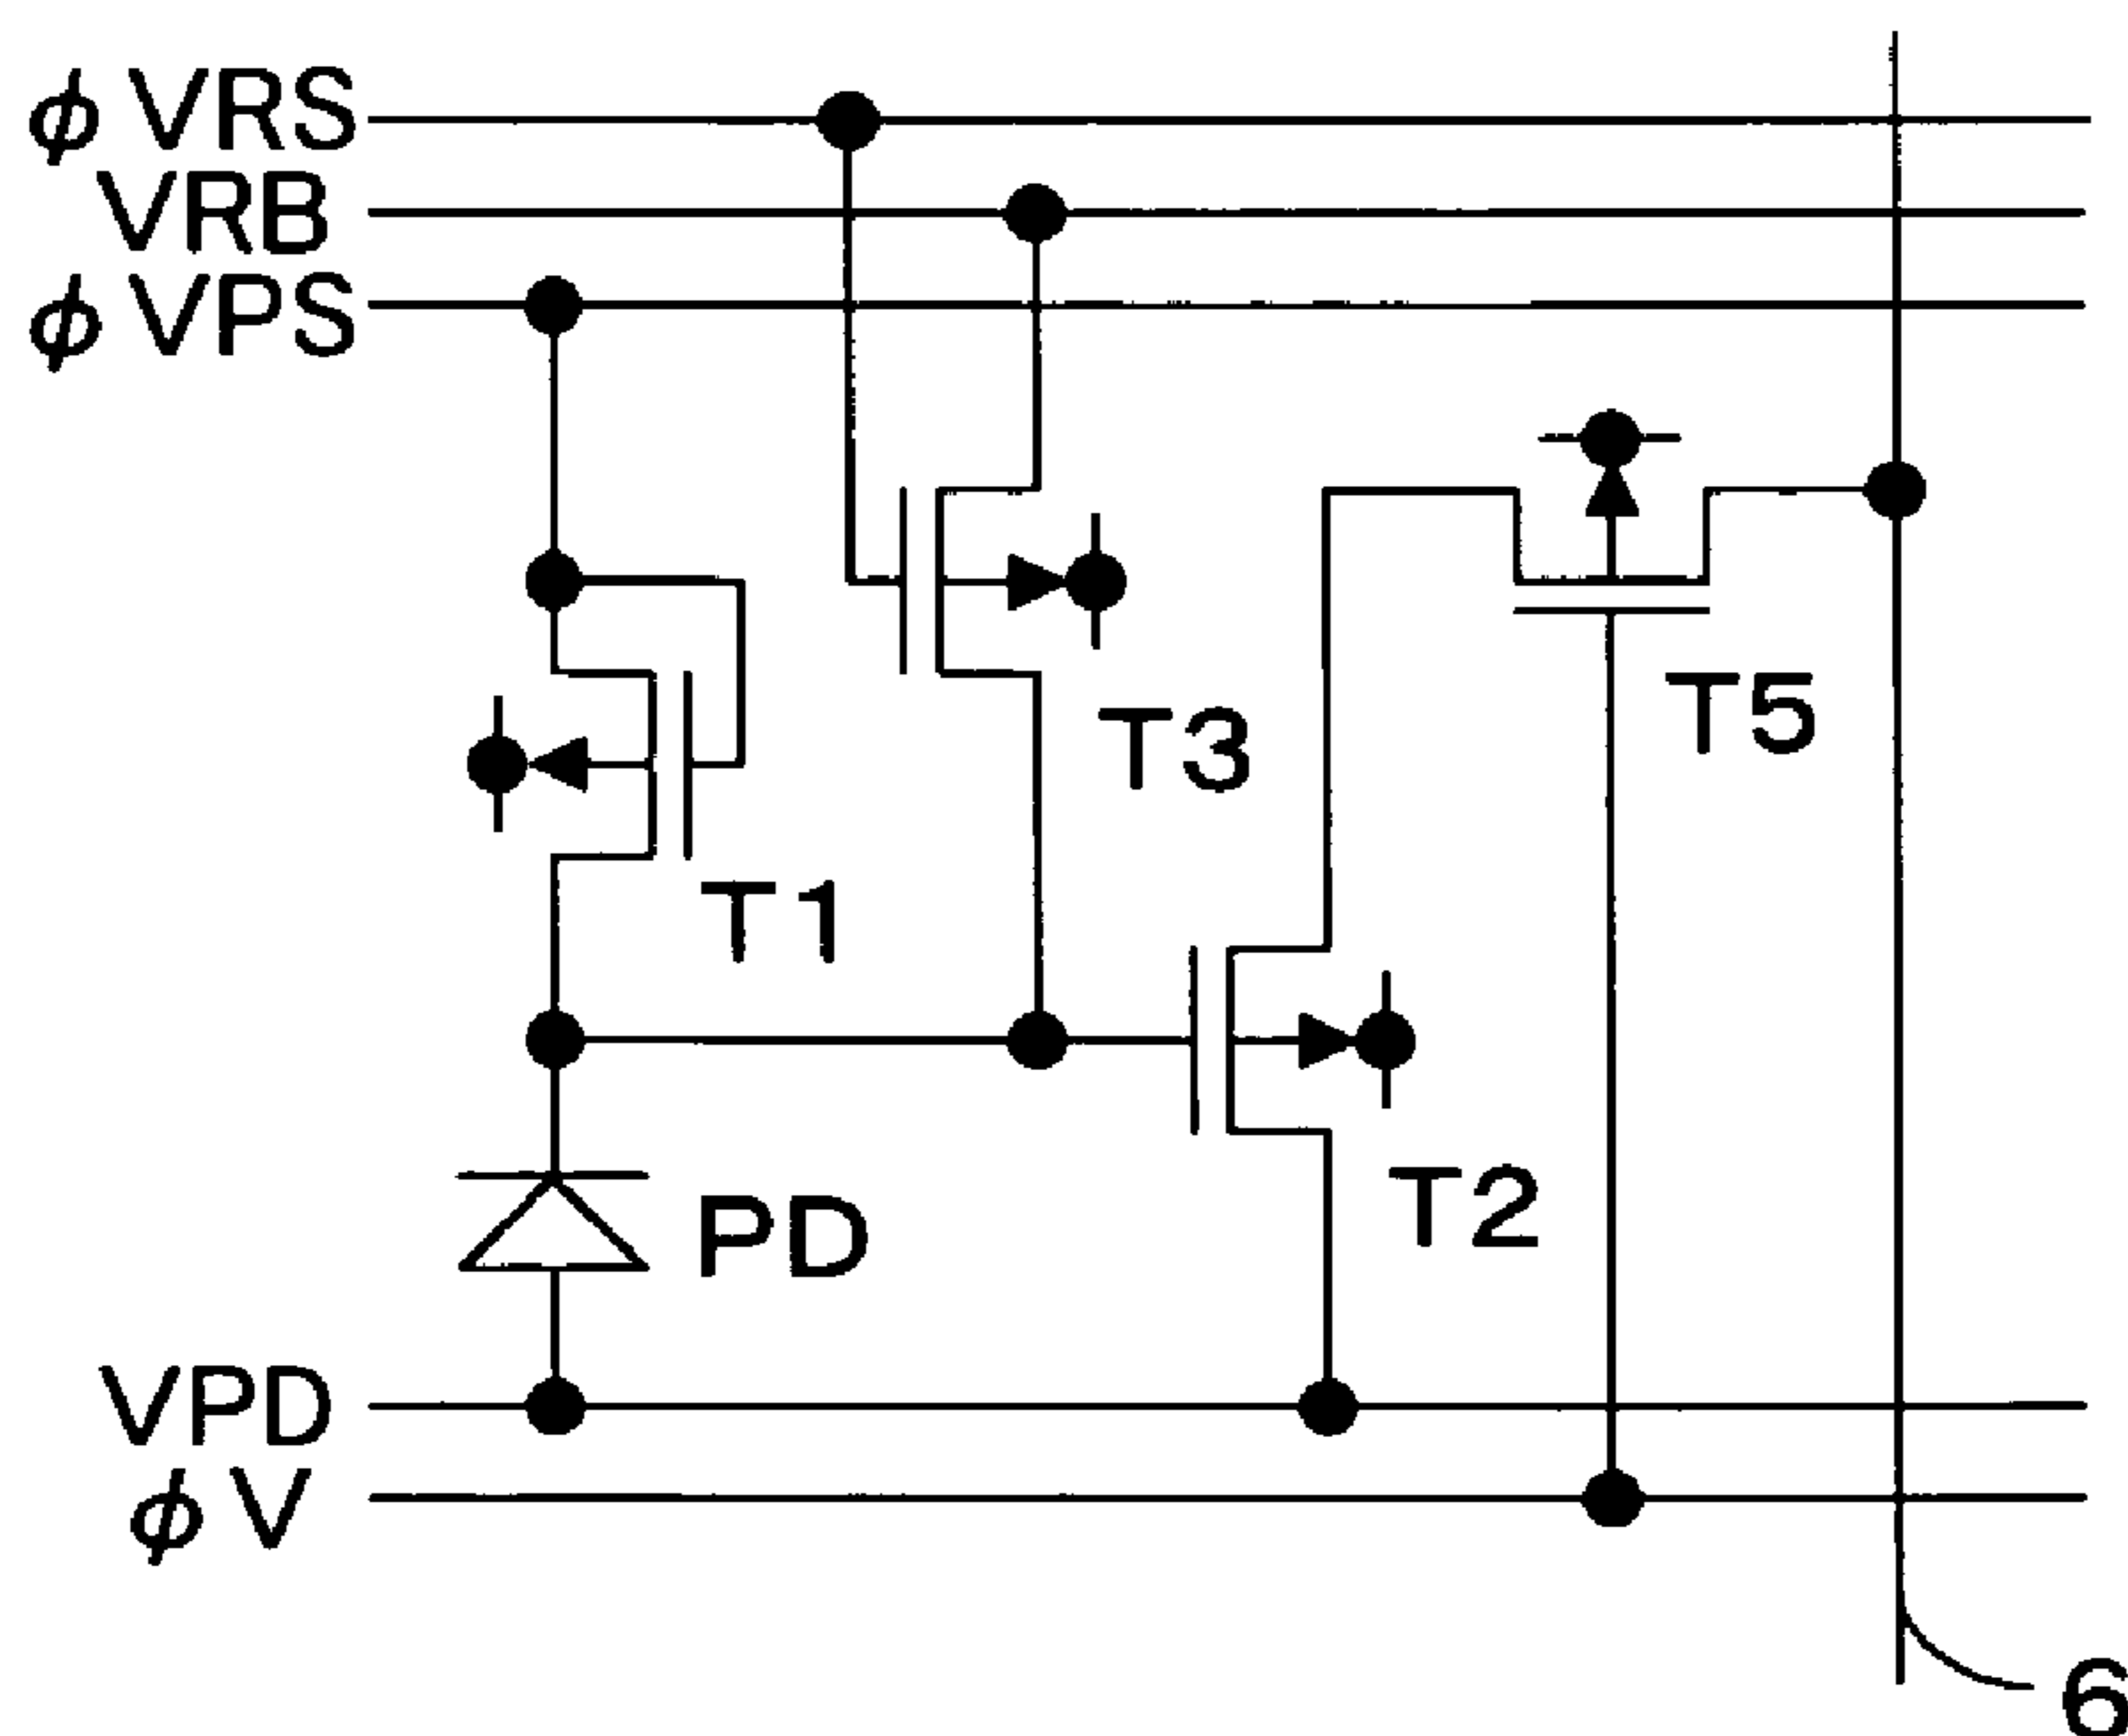 ϕ VRS
VRB
ϕ VPS
T3
T5
T1
T2
PD
VPD
ϕ V
6